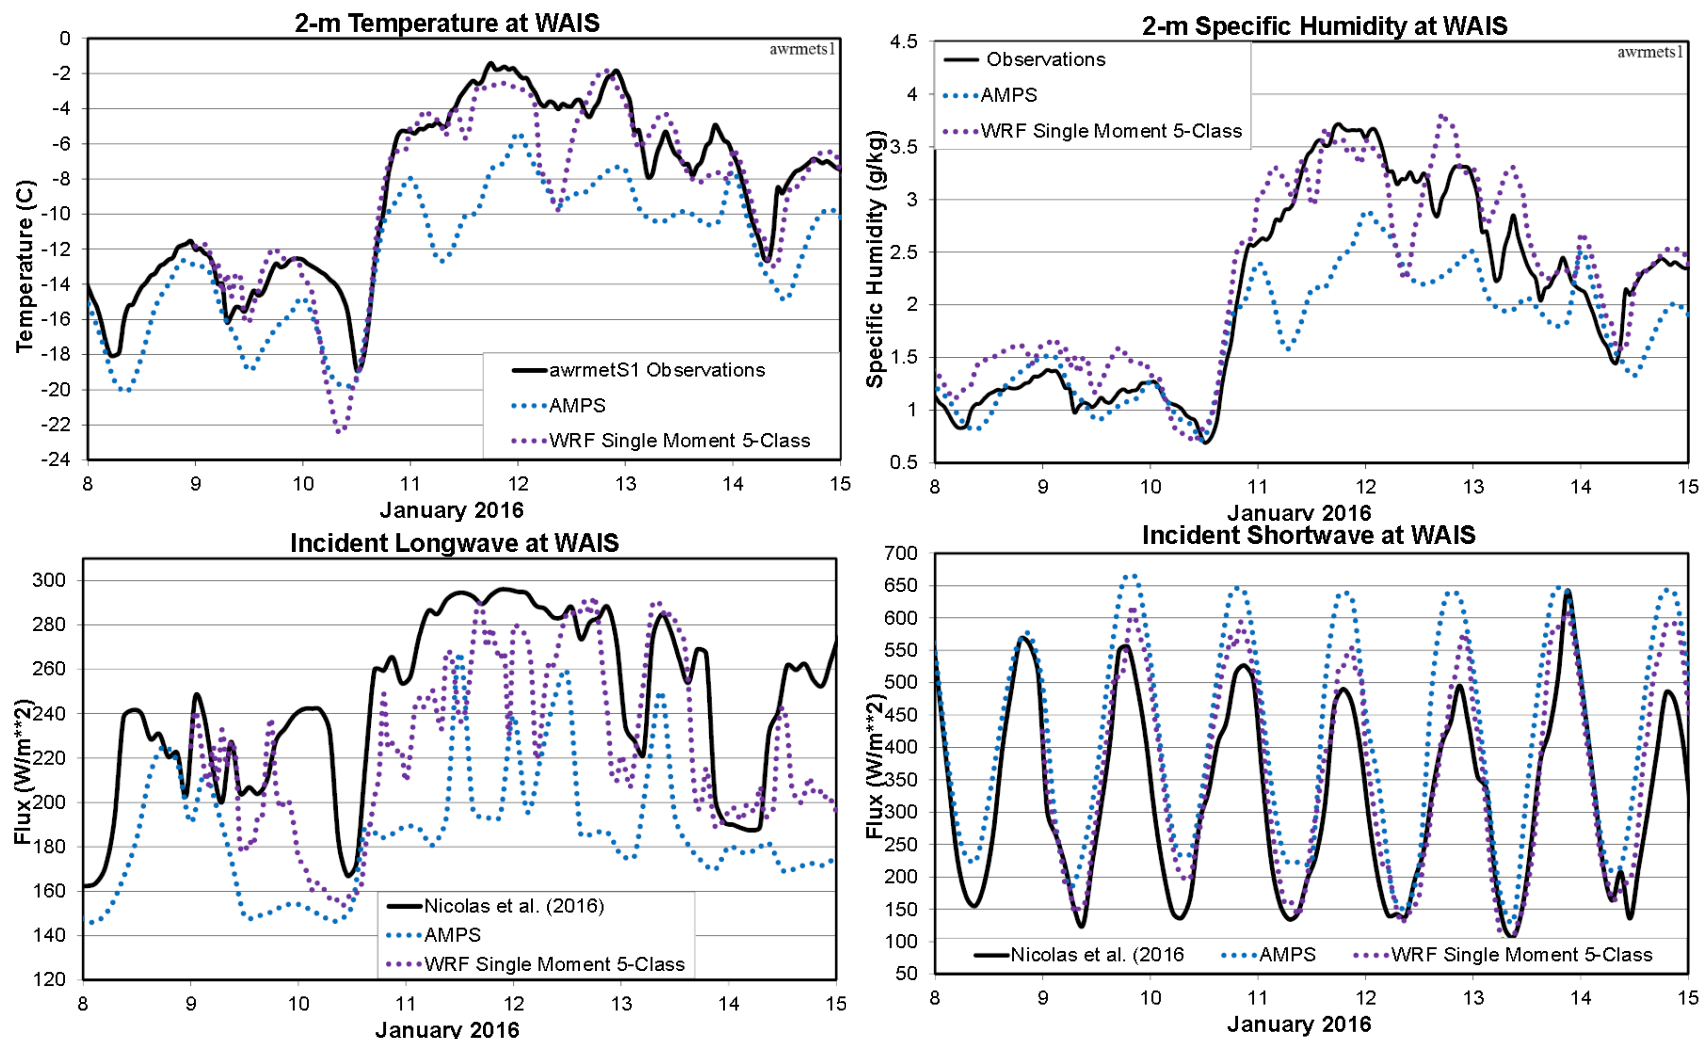 2-m Temperature at WAIS
awrmets1
0
-2
-4
-6
-8
-10
-12
-14
-16
-18
-20
-22
-24
Temperature (C)
awrmetS1 Observations
AMPS
WRF Single Moment 5-Class
8 9 10 11 12 13 14 15
January 2016
2-m Specific Humidity at WAIS
awrmets1
4.5
4
3.5
3
2.5
2
1.5
1
0.5
Specific Humidity (g/kg)
Observations
AMPS
WRF Single Moment 5-Class
8 9 10 11 12 13 14 15
January 2016
Incident Longwave at WAIS
300
280
260
240
220
200
180
160
140
120
Flux (W/m**2)
Nicolas et al. (2016)
AMPS
WRF Single Moment 5-Class
8 9 10 11 12 13 14 15
January 2016
Incident Shortwave at WAIS
700
650
600
550
500
450
400
350
300
250
200
150
100
50
Flux (W/m**2)
Nicolas et al. (2016 AMPS WRF Single Moment 5-Class
8 9 10 11 12 13 14 15
January 2016